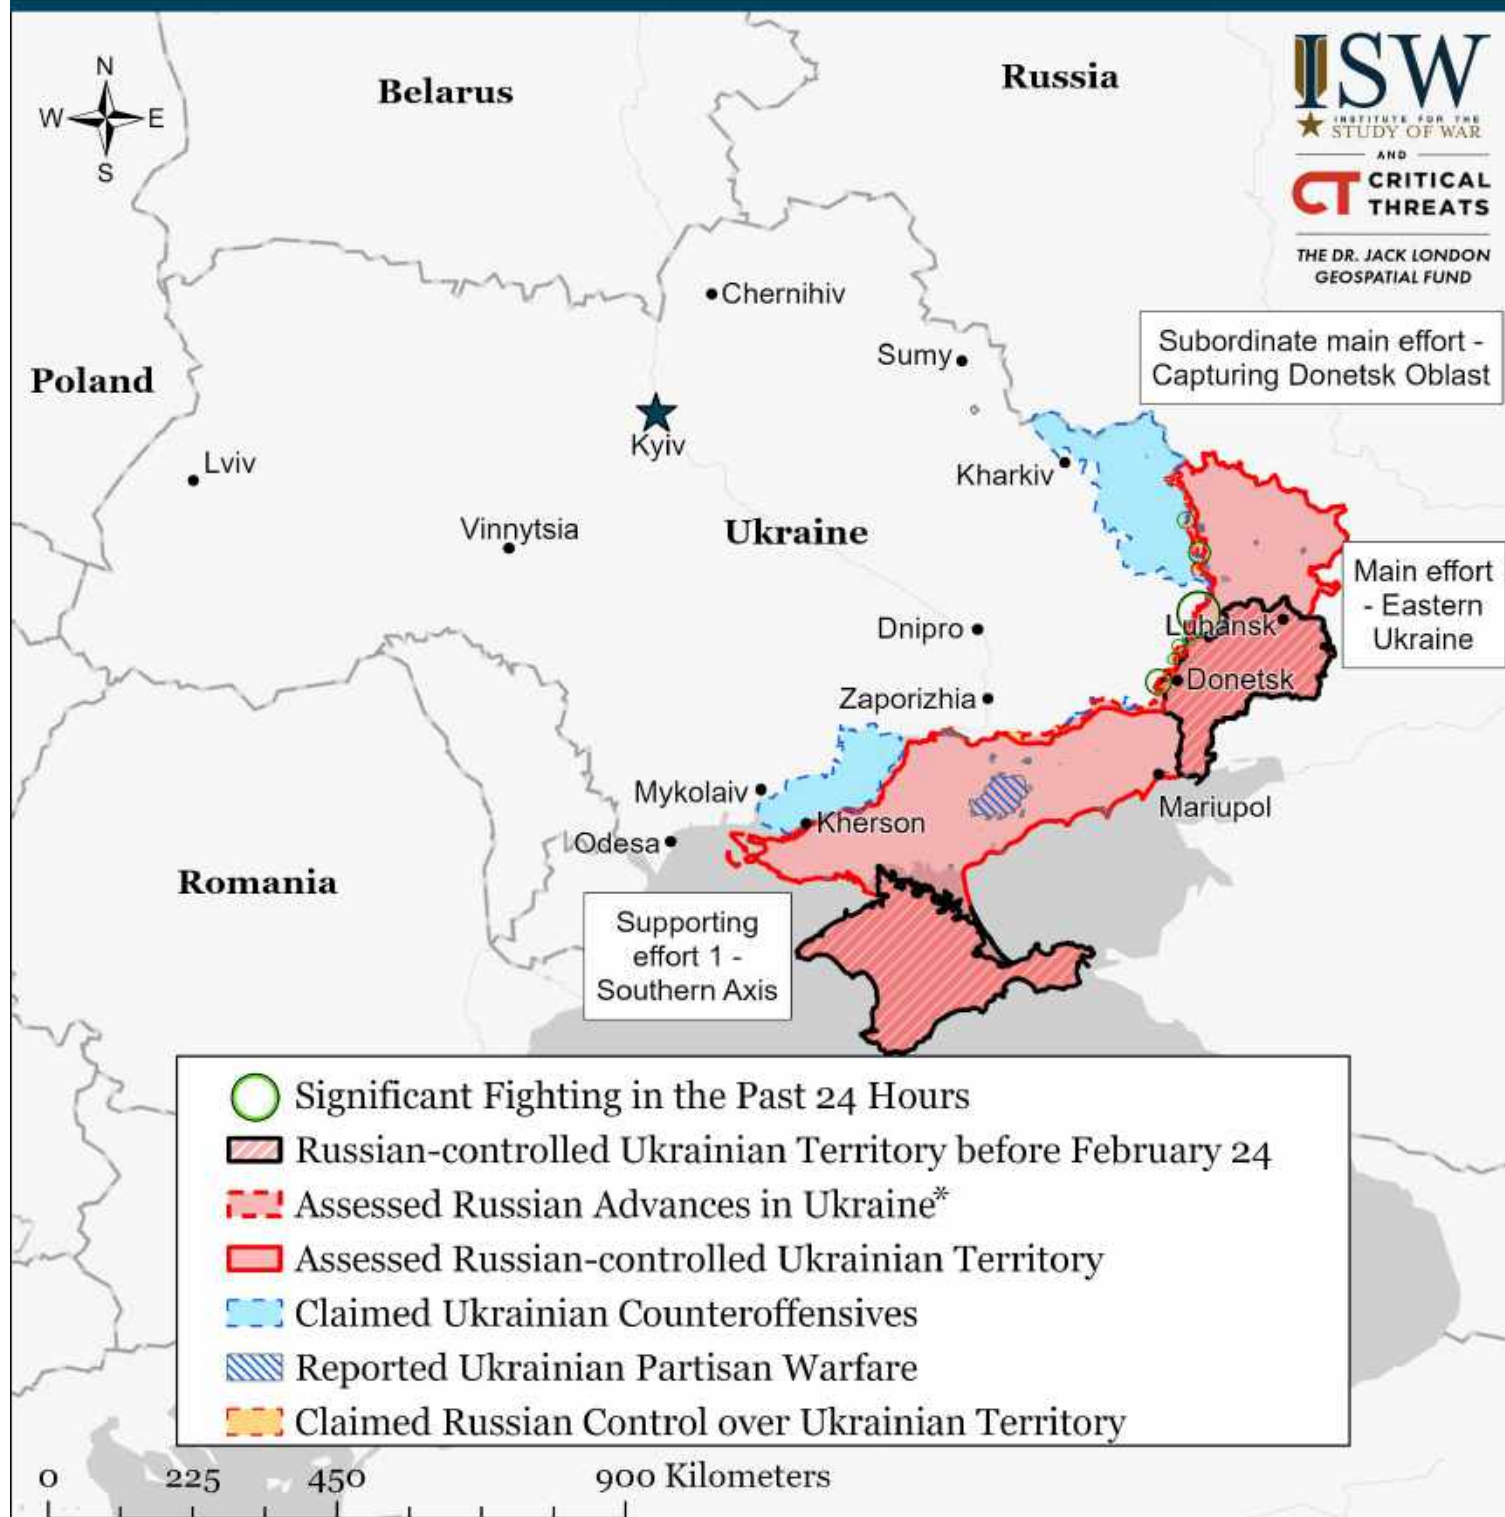 N
W
E
S
Belarus
Russia
ISW
INSTITUTE FOR THE
STUDY OF WAR
AND
CT CRITICAL
THREATS
THE DR. JACK LONDON
GEOSPATIAL FUND
Chernihiv
Subordinate main effort -
Capturing Donetsk Oblast
Sumy
Poland
Kyiv
Lviv
Kharkiv
Vinnytsia
Ukraine
Main effort
- Eastern
Ukraine
Dnipro
Luhansk
Donetsk
Zaporizhia
Mykolaiv
Mariupol
Kherson
Odesa
Romania
Supporting
effort 1 -
Southern Axis
Significant Fighting in the Past 24 Hours
Russian-controlled Ukrainian Territory before February 24
Assessed Russian Advances in Ukraine*
Assessed Russian-controlled Ukrainian Territory
Claimed Ukrainian Counteroffensives
Reported Ukrainian Partisan Warfare
Claimed Russian Control over Ukrainian Territory
0 225 450 900 Kilometers